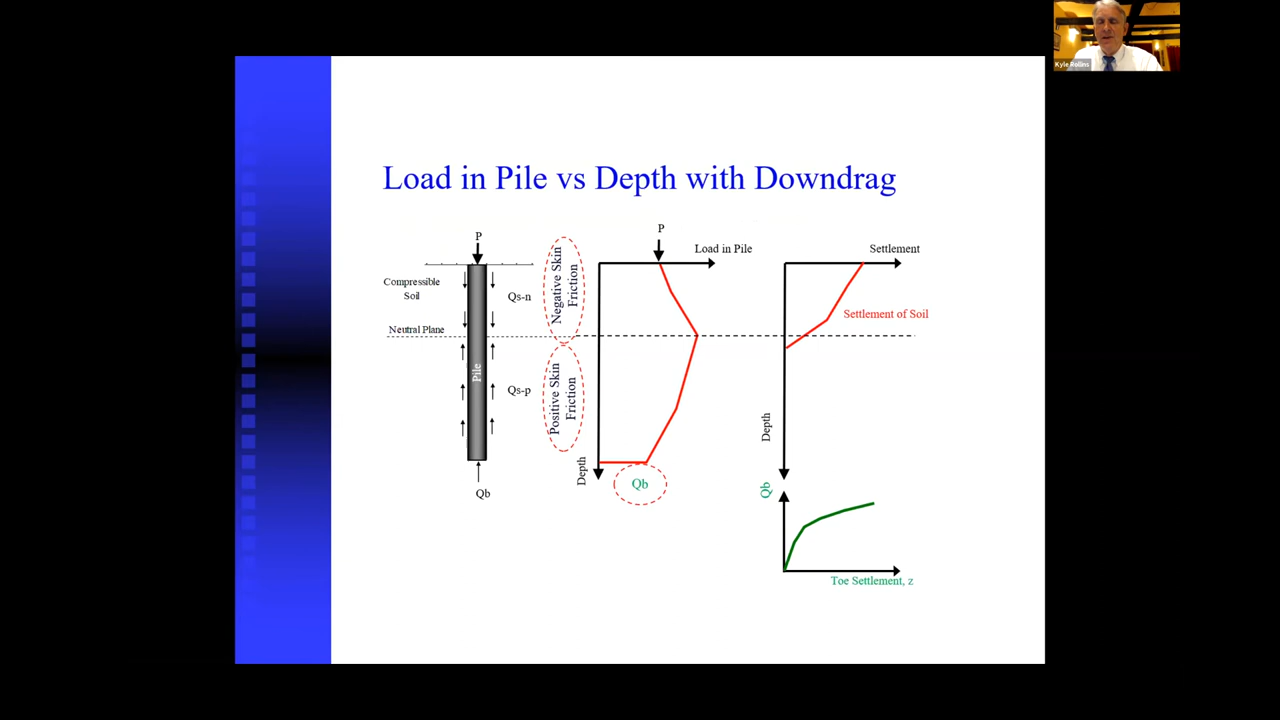 Kyle Rollins
Load in Pile vs Depth with Downdrag
P
Compressible
Soil
Qs-n
Neutral Plane
Pile
Qs-p
Qb
Negative Skin
Friction
Positive Skin
Friction
P
Load in Pile
Depth
Qb
Settlement
Settlement of Soil
Depth
Qb
Toe Settlement, z